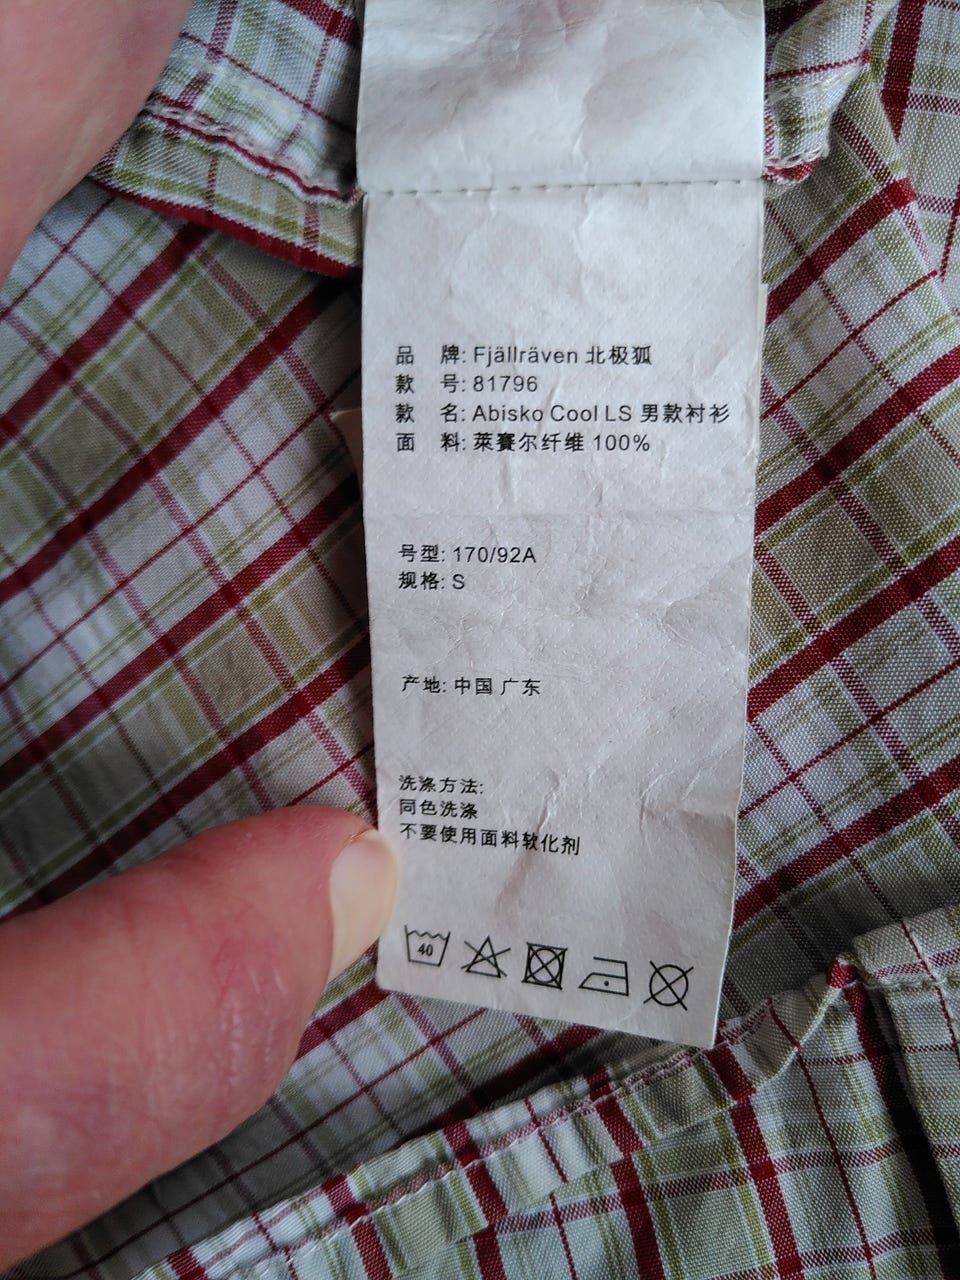 品 牌: Fjällräven 北极狐
款 号: 81796
款 名: Abisko Cool LS 男款衬衫
面 料: 莱赛尔纤维 100%
号型: 170/92A
规格: S
产地: 中国 广东
洗涤方法:
同色洗涤
不要使用面料软化剂
40